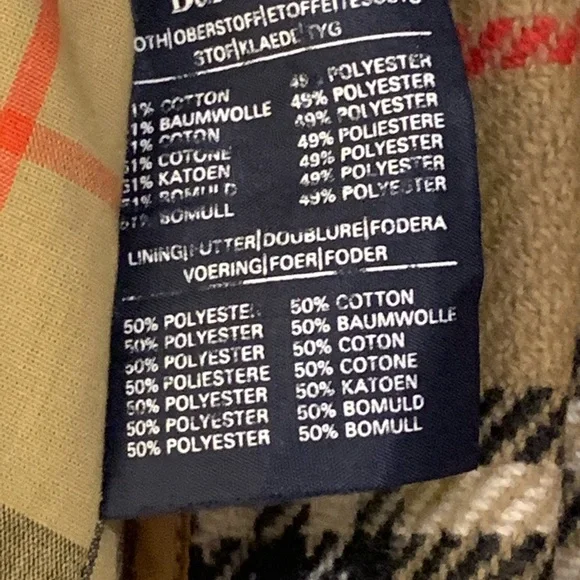 OTH|OBERSTOFF|ETOFFE
STOF|KLAEDE TYG
1% COTTON 49 POLYESTER
1% BAUMWOLLE 49% POLYESTER
1% COTON 49% POLYESTER
51% COTONE 49% POLIESTERE
51% KATOEN 49% POLYESTER
51% BOMULD 49% POLYESTER
51% BOMULL 49% POLYESTER
LINING|FUTTER|DOUBLURE|FODERA
VOERING|FOER|FODER
50% POLYESTER 50% COTTON
50% POLYESTER 50% BAUMWOLLE
50% POLYESTER 50% COTON
50% POLIESTERE 50% COTONE
50% POLYESTER 50% KATOEN
50% POLYESTER 50% BOMULD
50% POLYESTER 50% BOMULL